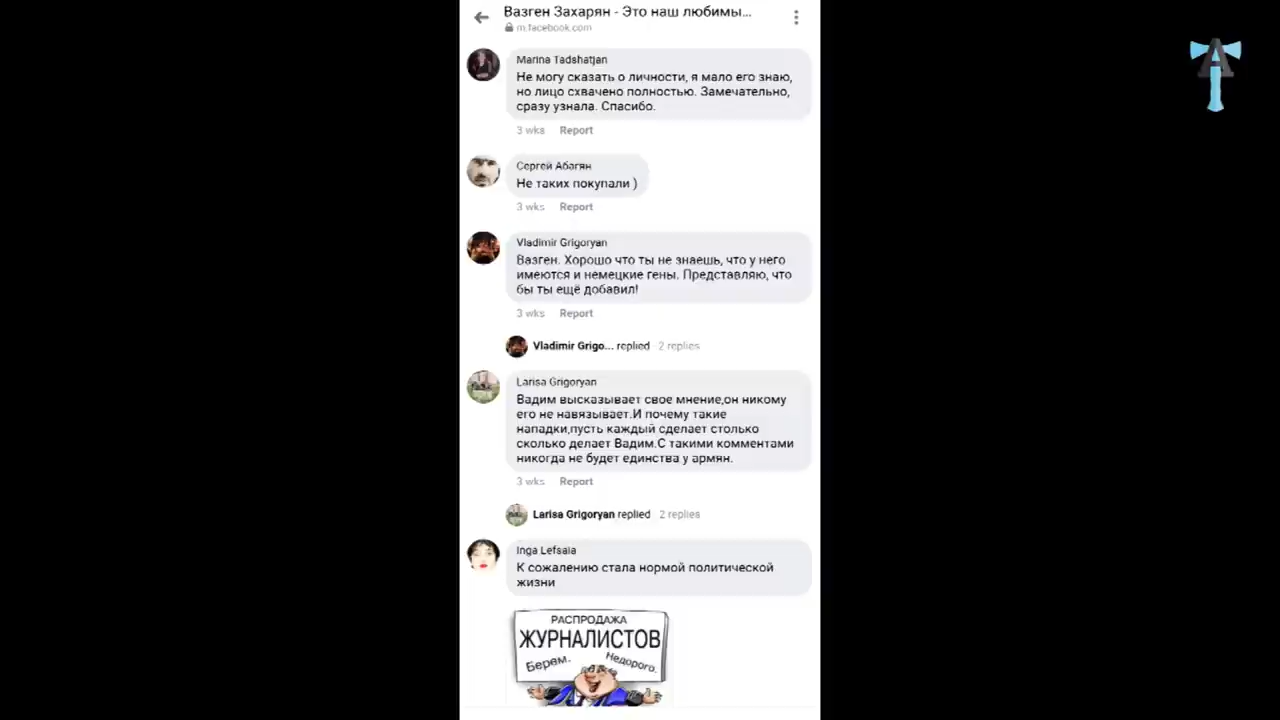 Вазген Захарян - Это наш любимы...
m.facebook.com
Marina Tadshatjan
Не могу сказать о личности, я мало его знаю,
но лицо схвачено полностью. Замечательно,
сразу узнала. Спасибо.
3 wks Report
Сергей Абагян
Не таких покупали )
3 wks Report
Vladimir Grigoryan
Вазген. Хорошо что ты не знаешь, что у него
имеются и немецкие гены. Представляю, что
бы ты ещё добавил!
3 wks Report
Vladimir Grigo... replied 2 replies
Larisa Grigoryan
Вадим высказывает свое мнение,он никому
его не навязывает.И почему такие
нападки,пусть каждый сделает столько
сколько делает Вадим.С такими комментами
никогда не будет единства у армян.
3 wks Report
Larisa Grigoryan replied 2 replies
Inga Lefsaia
К сожалению стала нормой политической
жизни
РАСПРОДАЖА
ЖУРНАЛИСТОВ
Берем. Недорого.